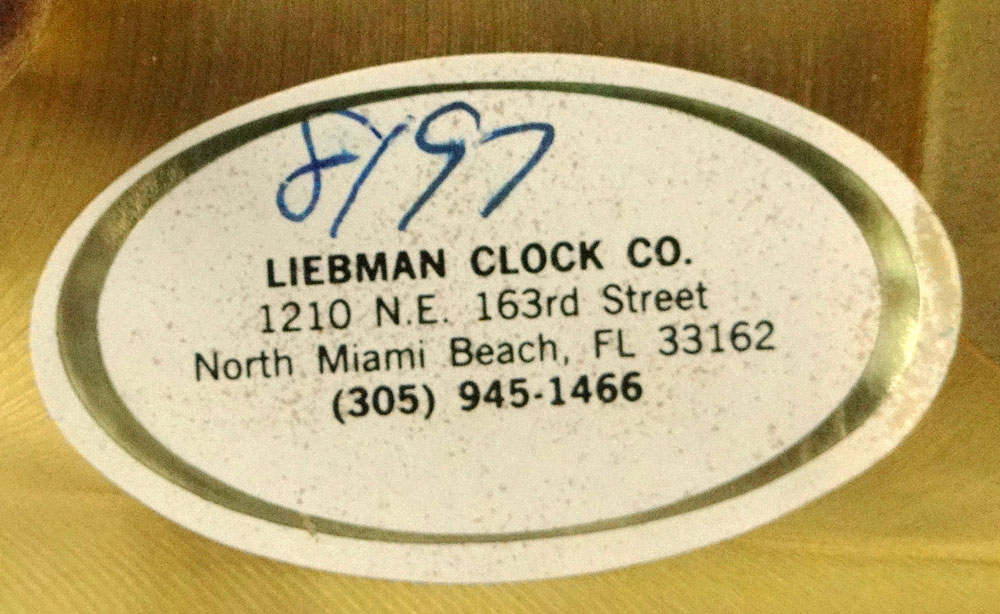 8/97
LIEBMAN CLOCK CO.
1210 N.E. 163rd Street
North Miami Beach, FL 33162
(305) 945-1466